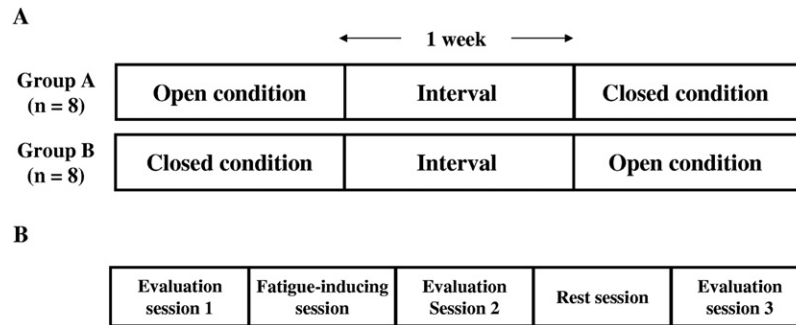 A
1 week
Group A
(n = 8)
Open condition
Interval
Closed condition
Group B
(n = 8)
Closed condition
Interval
Open condition
B
Evaluation
session 1
Fatigue-inducing
session
Evaluation
Session 2
Rest session
Evaluation
session 3